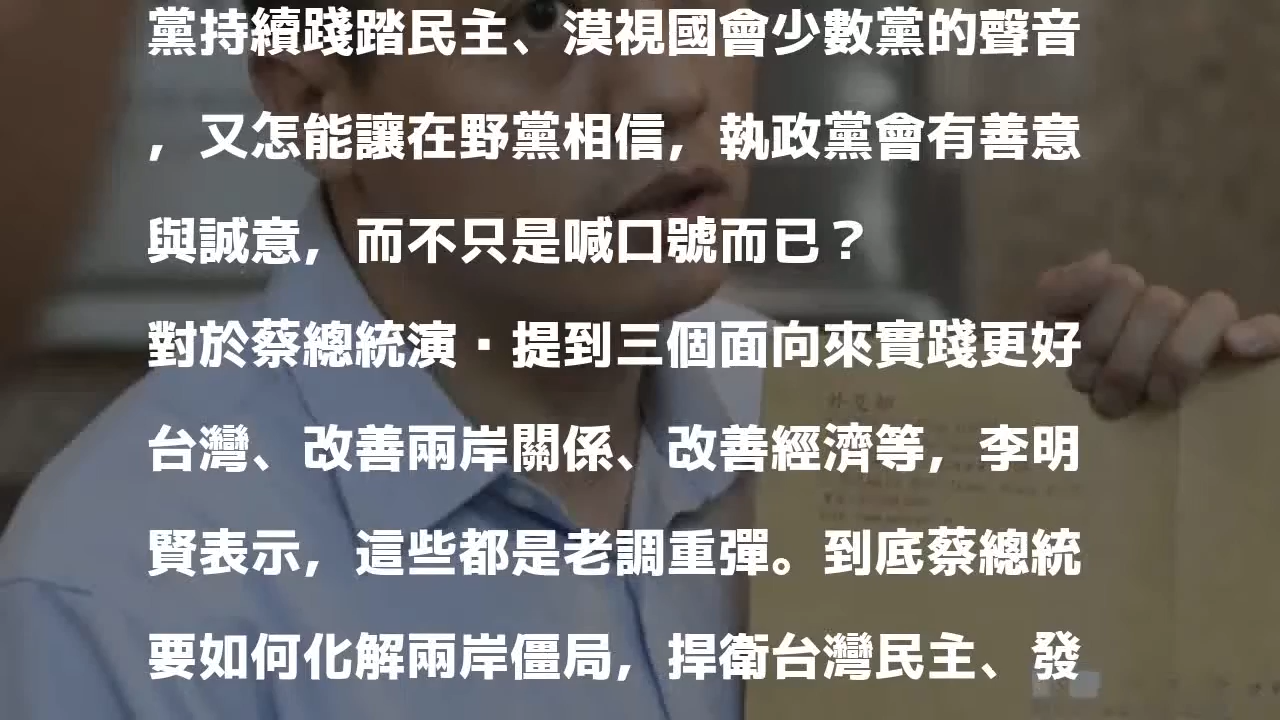 黨持續踐踏民主、漠視國會少數黨的聲音
，又怎能讓在野黨相信，執政黨會有善意
與誠意，而不只是喊口號而已？
對於蔡總統演·提到三個面向來實踐更好
台灣、改善兩岸關係、改善經濟等，李明
賢表示，這些都是老調重彈。到底蔡總統
要如何化解兩岸僵局，捍衛台灣民主、發